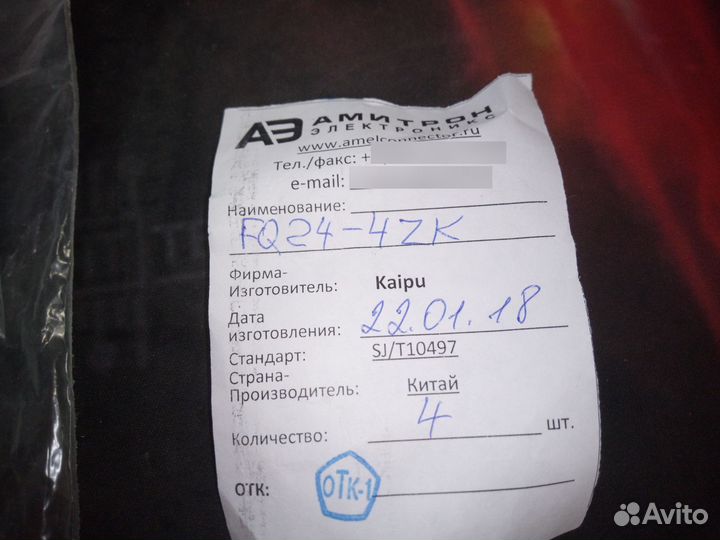 АЭ АМИТРОН
ЭЛЕКТРОНИКС
www.amelconnector.ru
Тел./факс: +
e-mail:
Наименование:
FQ24-4ZK
Фирма-
Изготовитель: Kaipu
Дата
изготовления: 22.01.18
Стандарт: SJ/T10497
Страна-
Производитель: Китай
Количество: 4 шт.
ОТК: ОТК-1
Avito